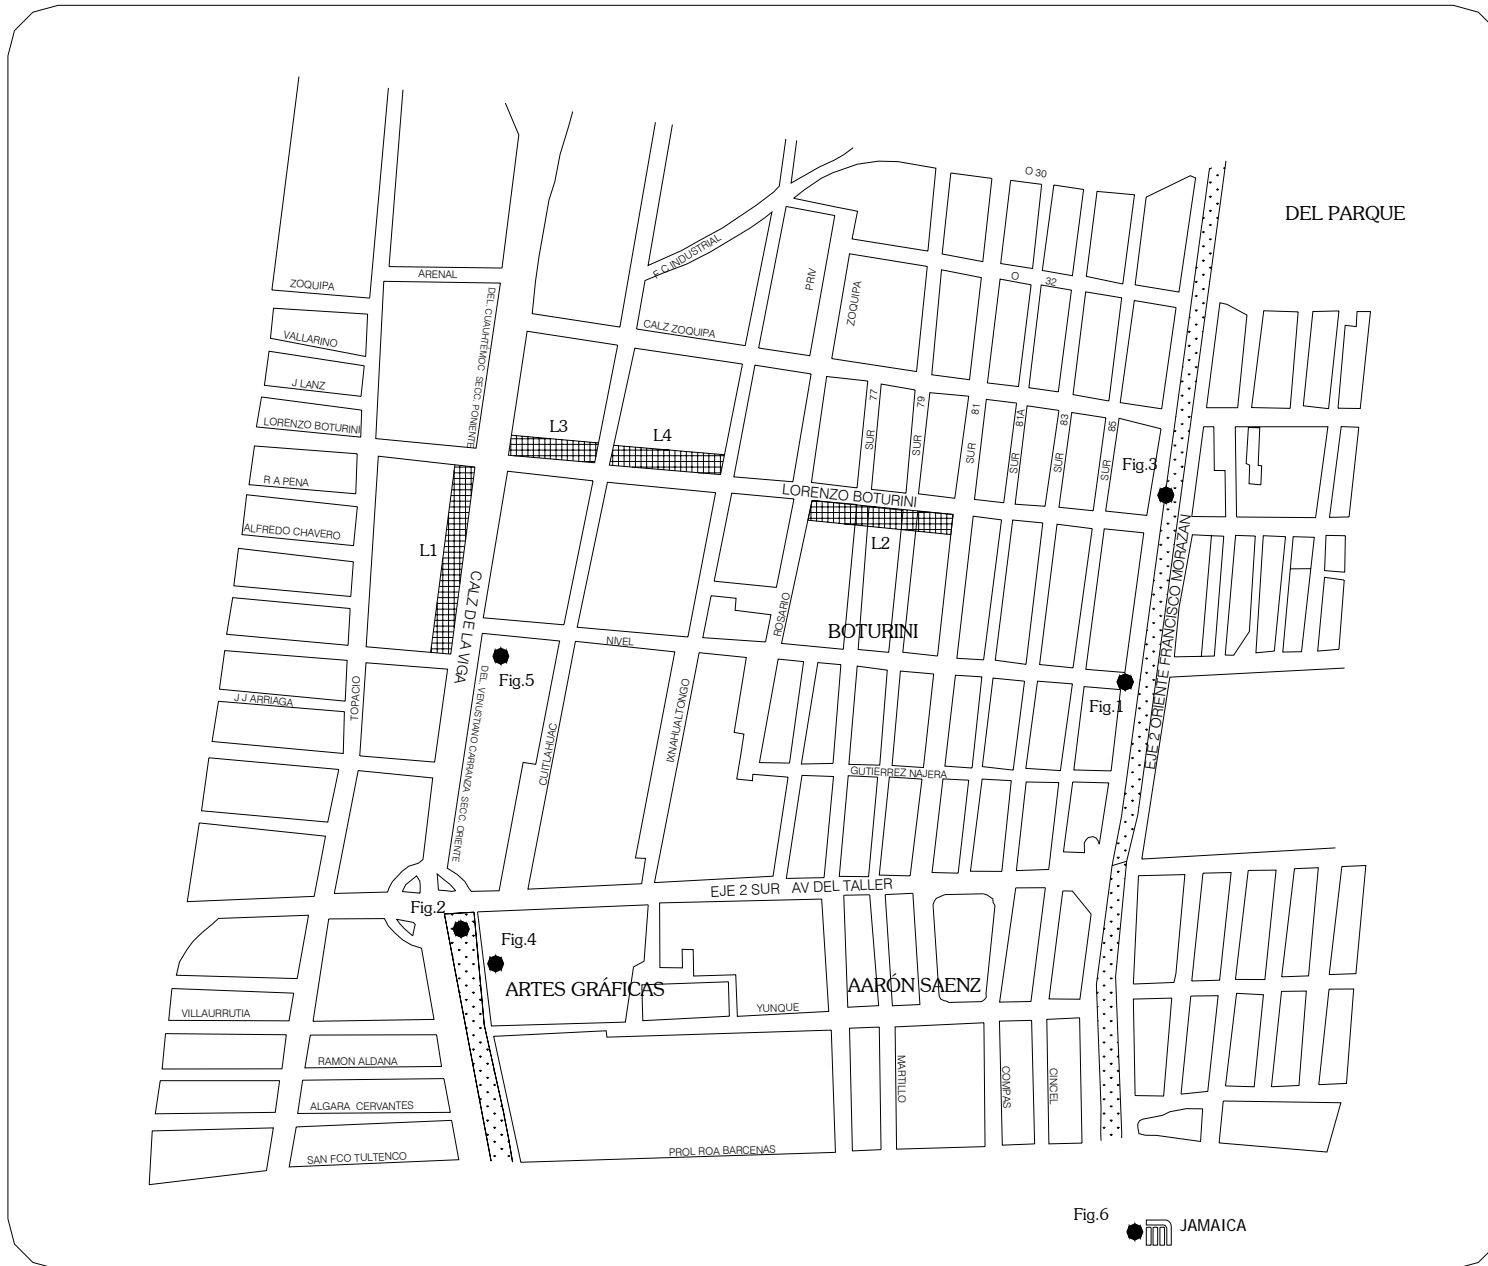 O 30
DEL PARQUE
F.C.INDUSTRIAL
ARENAL
ZOQUIPA
PRIV
ZOQUIPA
O 32
DEL. CUAUHTÉMOC SECC. PONIENTE
CALZ ZOQUIPA
VALLARINO
J LANZ
LORENZO BOTURINI
SUR 77
SUR 79
SUR 81
SUR 81A
SUR 83
SUR 85
L3
L4
Fig.3
R A PENA
LORENZO BOTURINI
ALFREDO CHAVERO
L1
L2
CALZ DE LA VIGA
EJE 2 ORIENTE FRANCISCO MORAZAN
ROSARIO
BOTURINI
NIVEL
Fig.5
DEL. VENUSTIANO CARRANZA SECC. ORIENTE
J J ARRIAGA
TOPACIO
CUITLAHUAC
IXNAHUALTONGO
Fig.1
GUTIERREZ NAJERA
EJE 2 SUR AV DEL TALLER
Fig.2
Fig.4
ARTES GRÁFICAS
AARÓN SAENZ
YUNQUE
VILLAURRUTIA
RAMON ALDANA
MARTILLO
COMPAS
CINCEL
ALGARA CERVANTES
SAN FCO TULTENCO
PROL ROA BARCENAS
Fig.6
JAMAICA